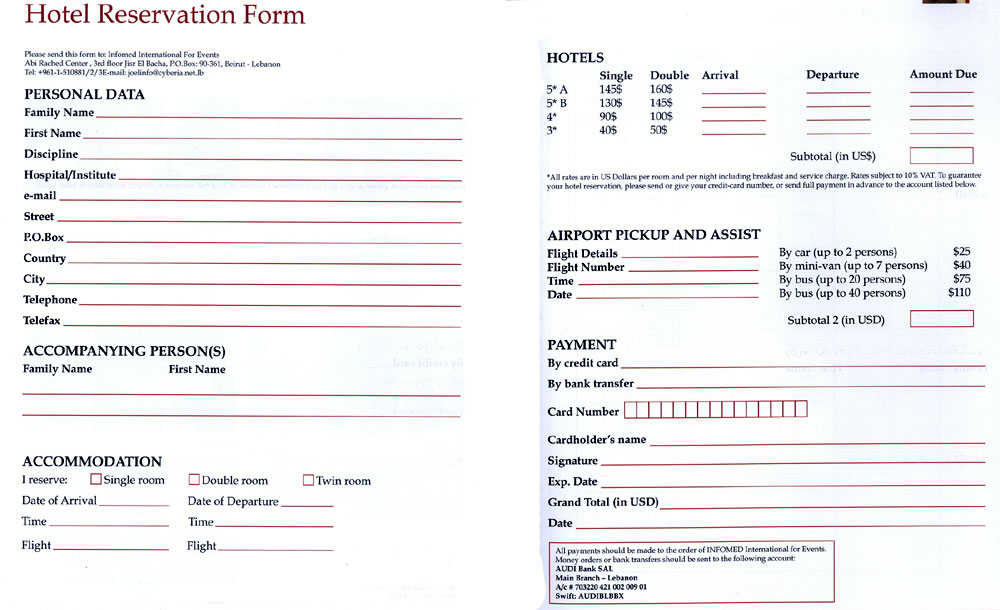 Hotel Reservation Form
Please send this form to: Infomed International For Events
Abi Rached Center , 3rd floor Jisr El Bacha, P.O.Box: 90-361, Beirut - Lebanon
Tel: +961-1-510881/2/3E-mail: joelinfo@cyberia.net.lb
PERSONAL DATA
Family Name
First Name
Discipline
Hospital/Institute
e-mail
Street
P.O.Box
Country
City
Telephone
Telefax
ACCOMPANYING PERSON(S)
Family Name First Name
ACCOMMODATION
I reserve: Single room Double room Twin room
Date of Arrival Date of Departure
Time Time
Flight Flight
HOTELS
Single Double Arrival Departure Amount Due
5* A 145$ 160$
5* B 130$ 145$
4* 90$ 100$
3* 40$ 50$
Subtotal (in US$)
*All rates are in US Dollars per room and per night including breakfast and service charge. Rates subject to 10% VAT. To guarantee
your hotel reservation, please send or give your credit-card number, or send full payment in advance to the account listed below.
AIRPORT PICKUP AND ASSIST
Flight Details By car (up to 2 persons) $25
Flight Number By mini-van (up to 7 persons) $40
Time By bus (up to 20 persons) $75
Date By bus (up to 40 persons) $110
Subtotal 2 (in USD)
PAYMENT
By credit card
By bank transfer
Card Number
Cardholder's name
Signature
Exp. Date
Grand Total (in USD)
Date
All payments should be made to the order of INFOMED International for Events.
Money orders or bank transfers should be sent to the following account:
AUDI Bank SAL
Main Branch – Lebanon
A/c # 703220 421 002 009 01
Swift: AUDIBLBBX